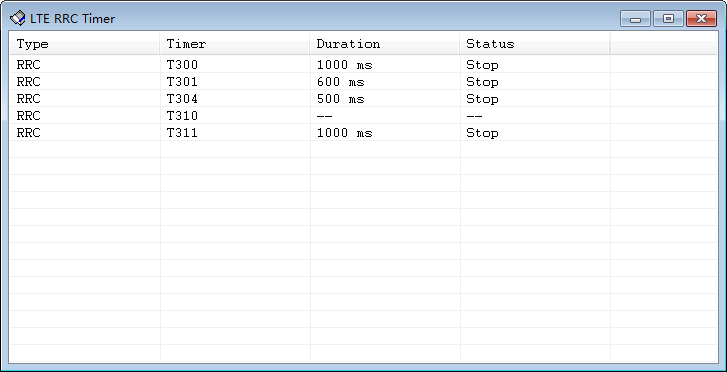 LTE RRC Timer
Type Timer Duration Status
RRC T300 1000 ms Stop
RRC T301 600 ms Stop
RRC T304 500 ms Stop
RRC T310 -- --
RRC T311 1000 ms Stop